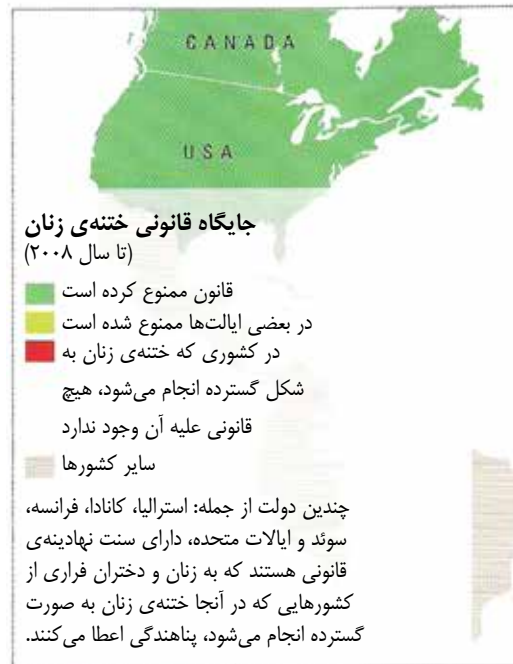 CANADA
USA
جایگاه قانونی ختنه‌ی زنان
(تا سال ۲۰۰۸)
قانون ممنوع کرده است
در بعضی ایالت‌ها ممنوع شده است
در کشوری که ختنه‌ی زنان به
شکل گسترده انجام می‌شود، هیچ
قانونی علیه آن وجود ندارد
سایر کشورها
چندین دولت از جمله: استرالیا، کانادا، فرانسه،
سوئد و ایالات متحده، دارای سنت نهادینه‌ی
قانونی هستند که به زنان و دختران فراری از
کشورهایی که در آنجا ختنه‌ی زنان به صورت
گسترده انجام می‌شود، پناهندگی اعطا می‌کنند.